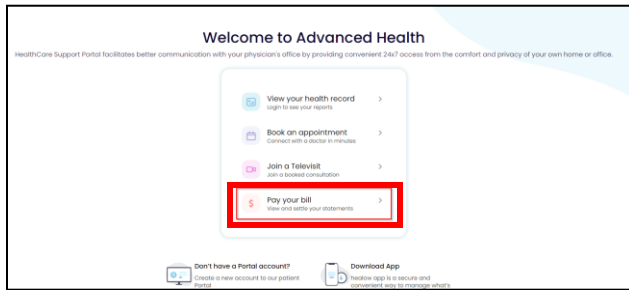 Welcome to Advanced Health
HealthCare Support Portal facilitates better communication with your physician's office by providing convenient 24x7 access from the comfort and privacy of your own home or office.
View your health record
Login to see your reports
Book an appointment
Connect with a doctor in minutes
Join a Televisit
Join a booked consultation
$ Pay your bill
View and settle your statements
Don't have a Portal account?
Create a new account to our patient
Portal
Download App
healow app is a secure and
convenient way to manage what's